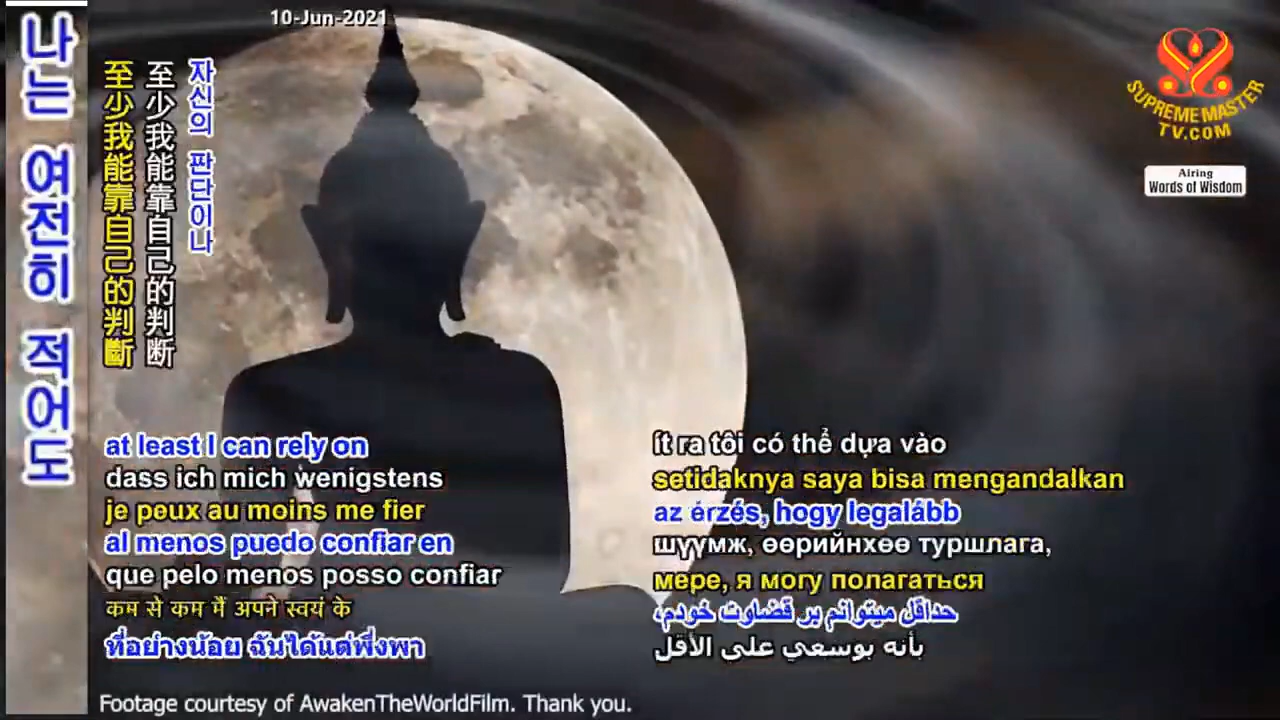 10-Jun-2021
나는 여전히 적어도
자신의 판단이나
至少我能靠自己的判断
至少我能靠自己的判斷
SUPREME MASTER
TV.COM
Airing
Words of Wisdom
at least I can rely on
dass ich mich wenigstens
je peux au moins me fier
al menos puedo confiar en
que pelo menos posso confiar
कम से कम मैं अपने स्वयं के
ที่อย่างน้อย ฉันได้แต่พึ่งพา
ít ra tôi có thể dựa vào
setidaknya saya bisa mengandalkan
az érzés, hogy legalább
шүүмж, өөрийнхөө туршлага,
мере, я могу полагаться
حداقل میتوانم بر قضاوت خودم،
بأنه بوسعي على الأقل
Footage courtesy of AwakenTheWorldFilm. Thank you.